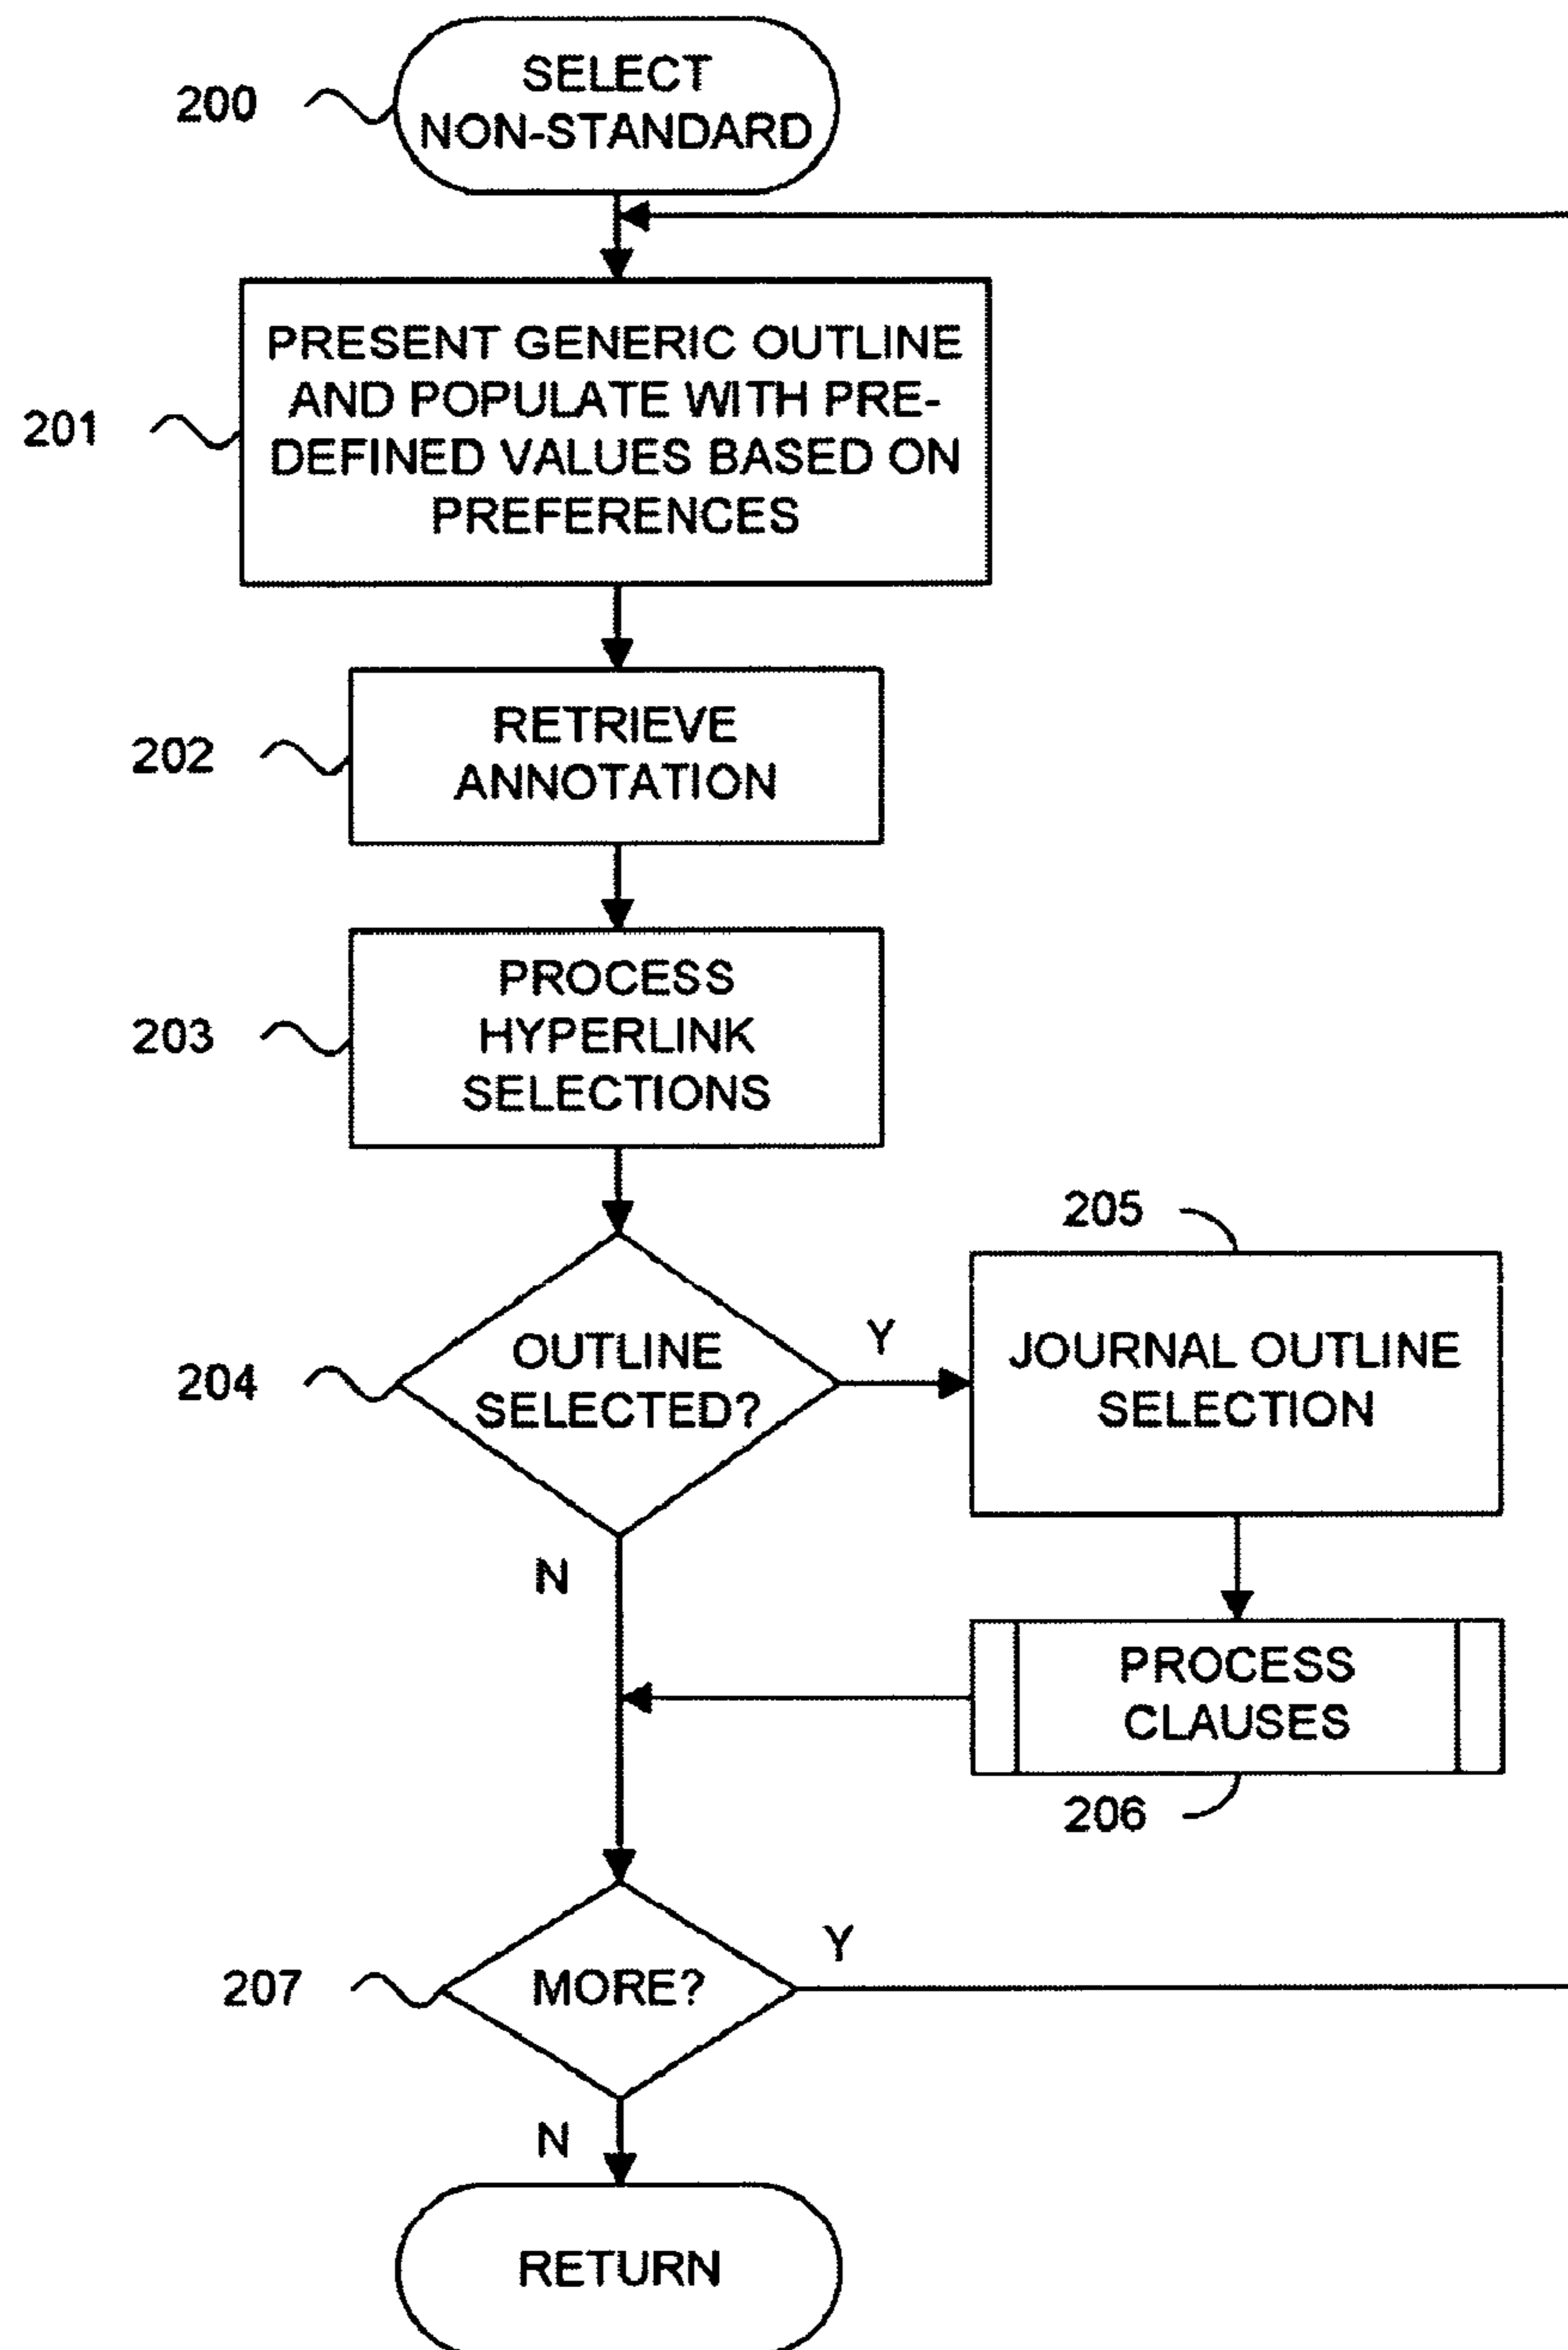 200
SELECT
NON-STANDARD
201
PRESENT GENERIC OUTLINE
AND POPULATE WITH PRE-
DEFINED VALUES BASED ON
PREFERENCES
202
RETRIEVE
ANNOTATION
203
PROCESS
HYPERLINK
SELECTIONS
204
OUTLINE
SELECTED?
Y
205
JOURNAL OUTLINE
SELECTION
N
PROCESS
CLAUSES
206
207
MORE?
Y
N
RETURN